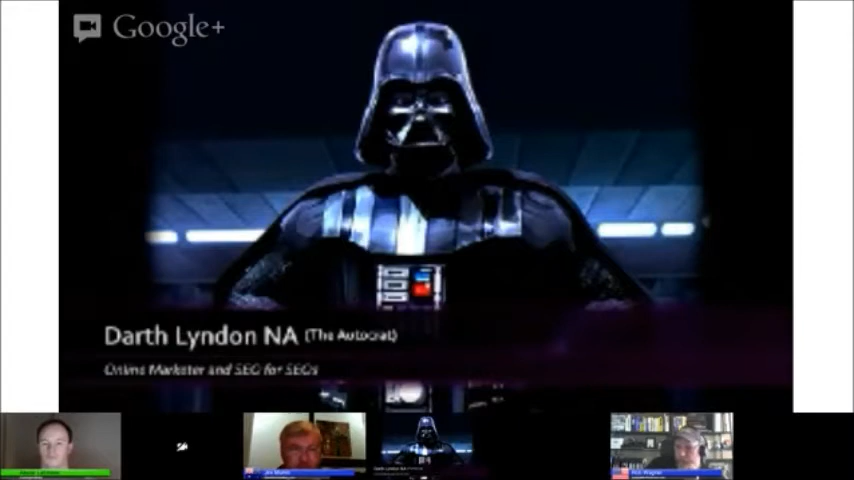 Google+
Darth Lyndon NA (The Autocrat)
Online Marketer and SEO for SEOs